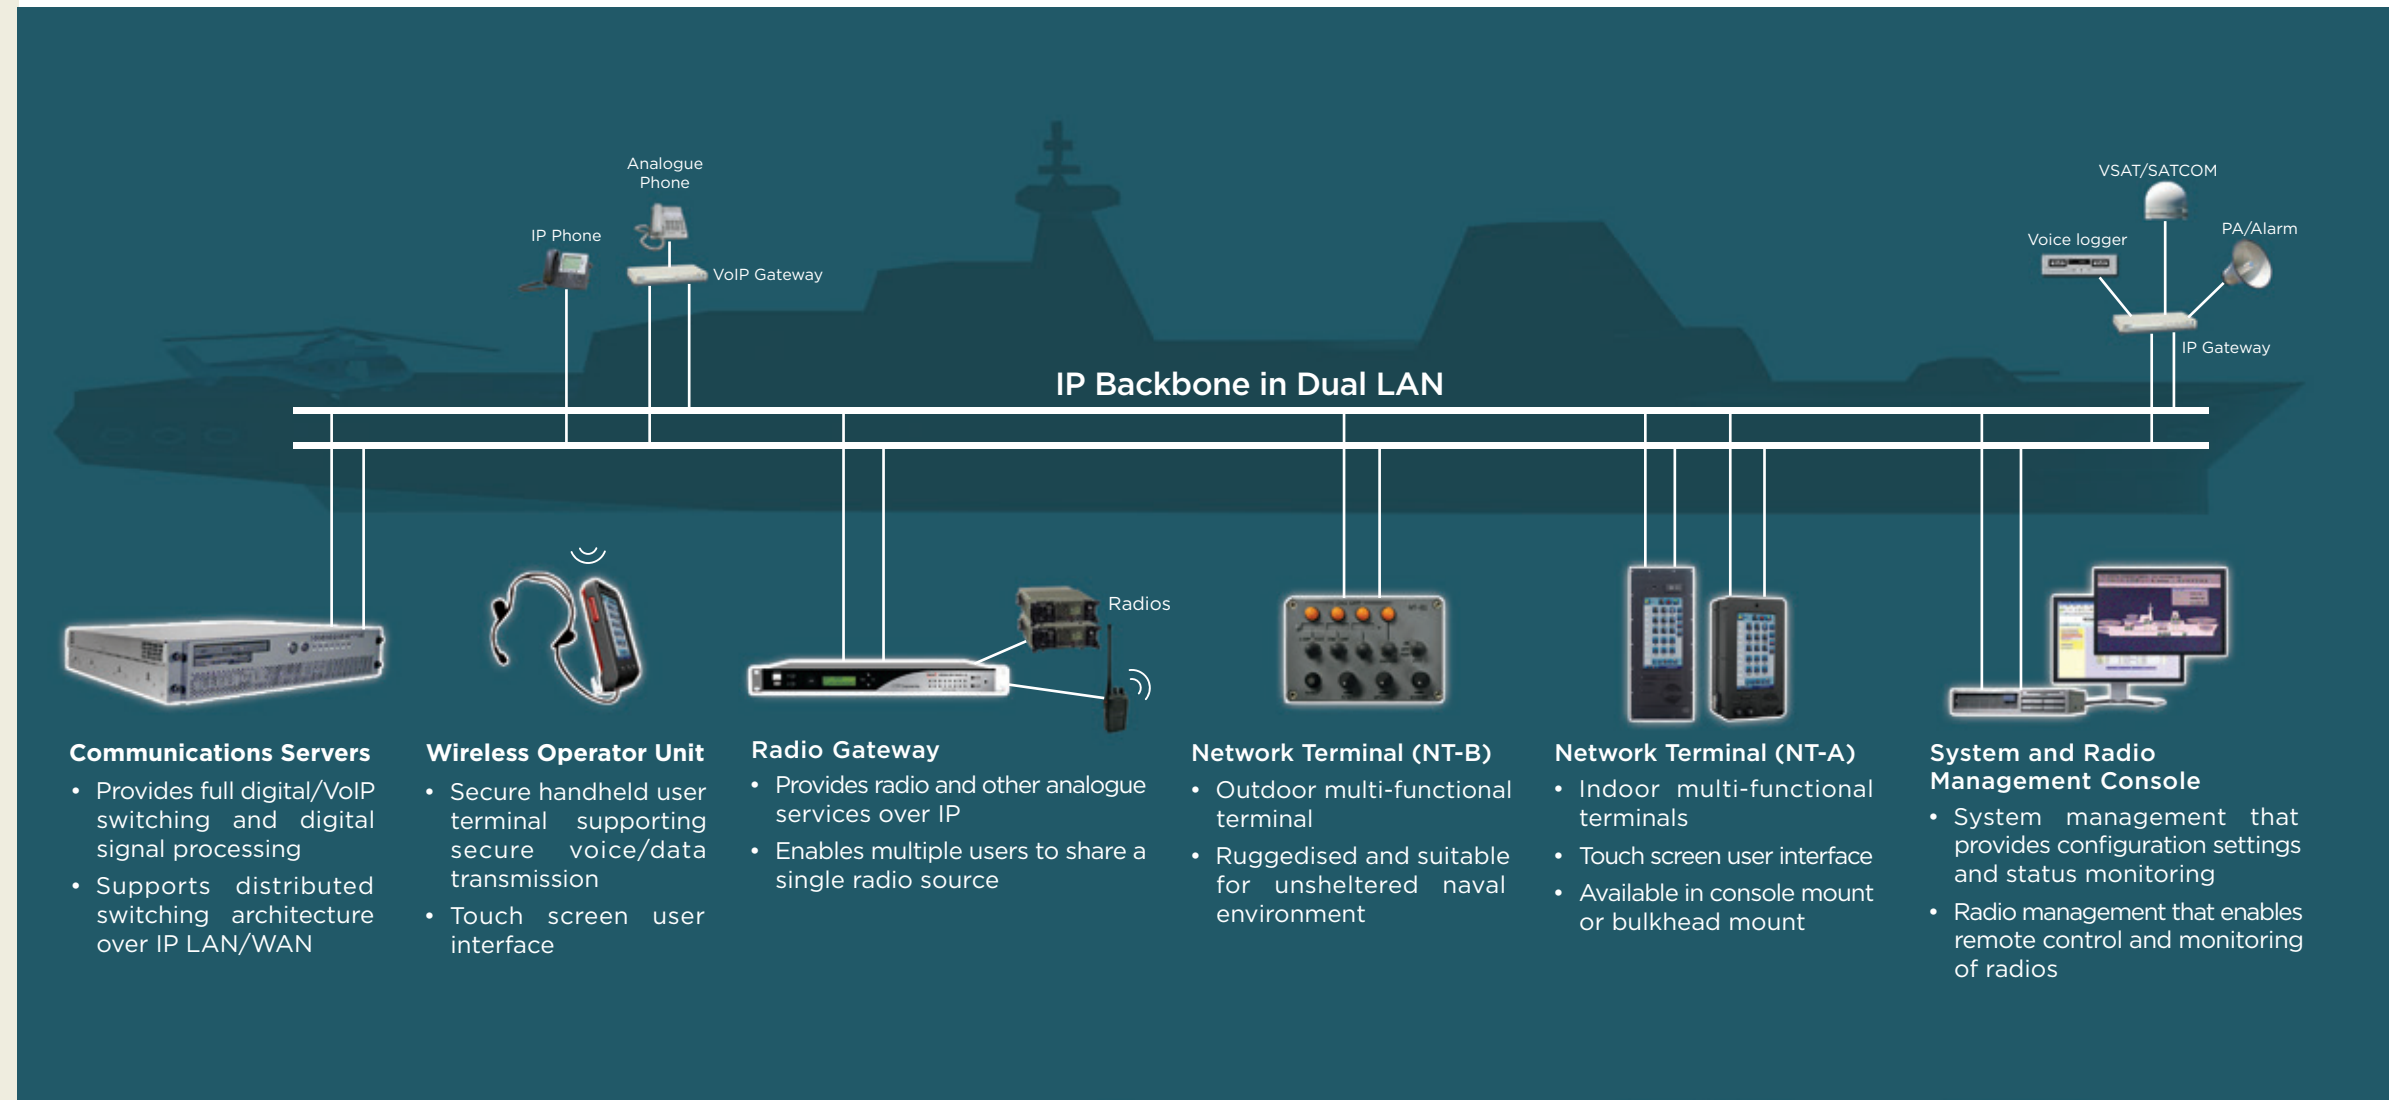 Analogue
Phone
IP Phone
VoIP Gateway
VSAT/SATCOM
Voice logger
PA/Alarm
IP Gateway
IP Backbone in Dual LAN
Radios
Communications Servers
• Provides full digital/VoIP
switching and digital
signal processing
• Supports distributed
switching architecture
over IP LAN/WAN
Wireless Operator Unit
• Secure handheld user
terminal supporting
secure voice/data
transmission
• Touch screen user
interface
Radio Gateway
• Provides radio and other analogue
services over IP
• Enables multiple users to share a
single radio source
Network Terminal (NT-B)
• Outdoor multi-functional
terminal
• Ruggedised and suitable
for unsheltered naval
environment
Network Terminal (NT-A)
• Indoor multi-functional
terminals
• Touch screen user interface
• Available in console mount
or bulkhead mount
System and Radio
Management Console
• System management that
provides configuration settings
and status monitoring
• Radio management that enables
remote control and monitoring
of radios